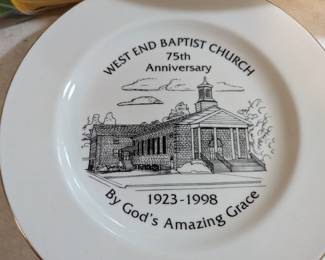 WEST END BAPTIST CHURCH
75th
Anniversary
1923-1998
By God's Amazing Grace